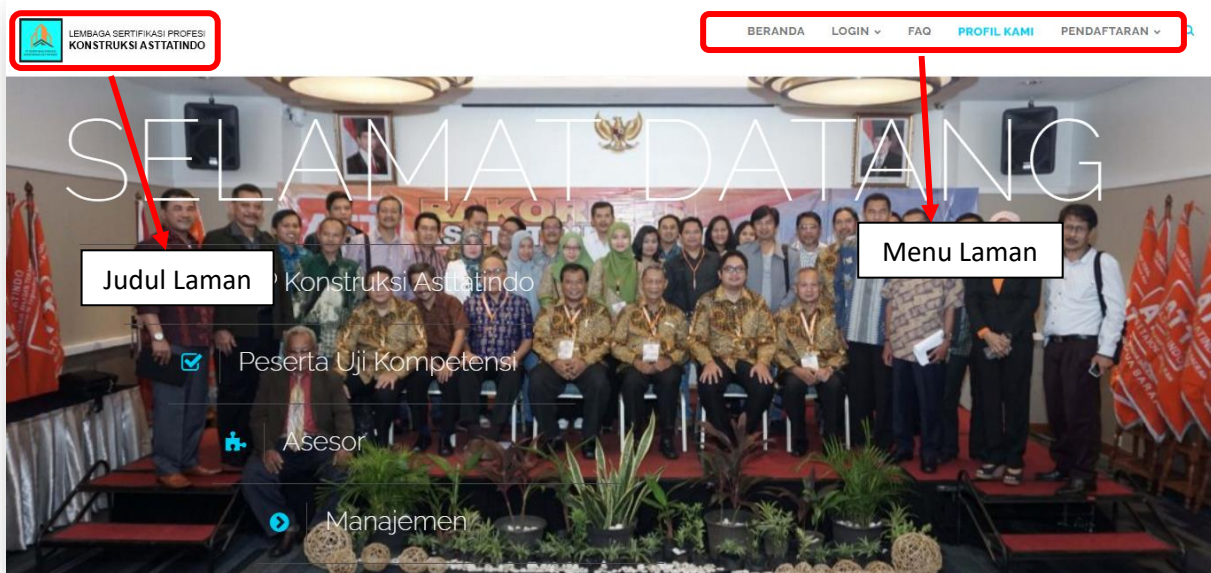 LEMBAGA SERTIFIKASI PROFESI
KONSTRUKSI ASTTATINDO
BERANDA LOGIN FAQ PROFIL KAMI PENDAFTARAN
SELAMAT DATANG
Judul Laman
Menu Laman
P Konstruksi Asttatindo
Peserta Uji Kompetensi
Asesor
Manajemen